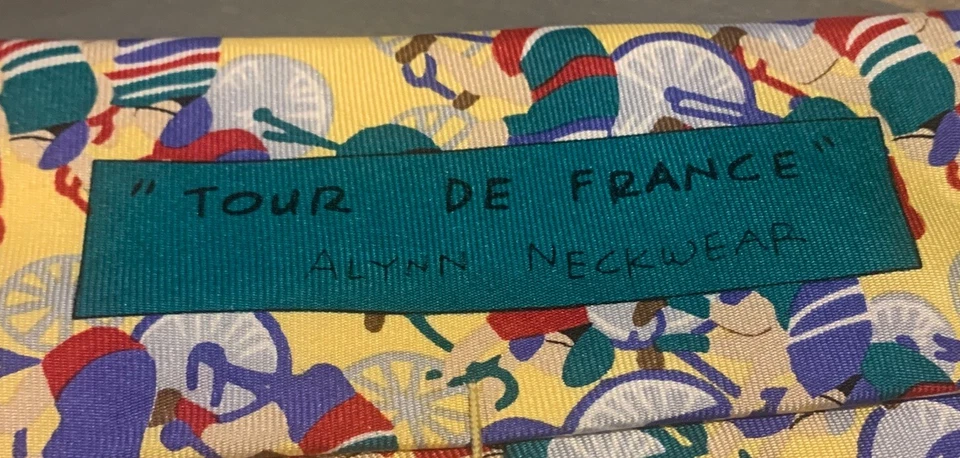 "TOUR DE FRANCE"
ALYNN NECKWEAR